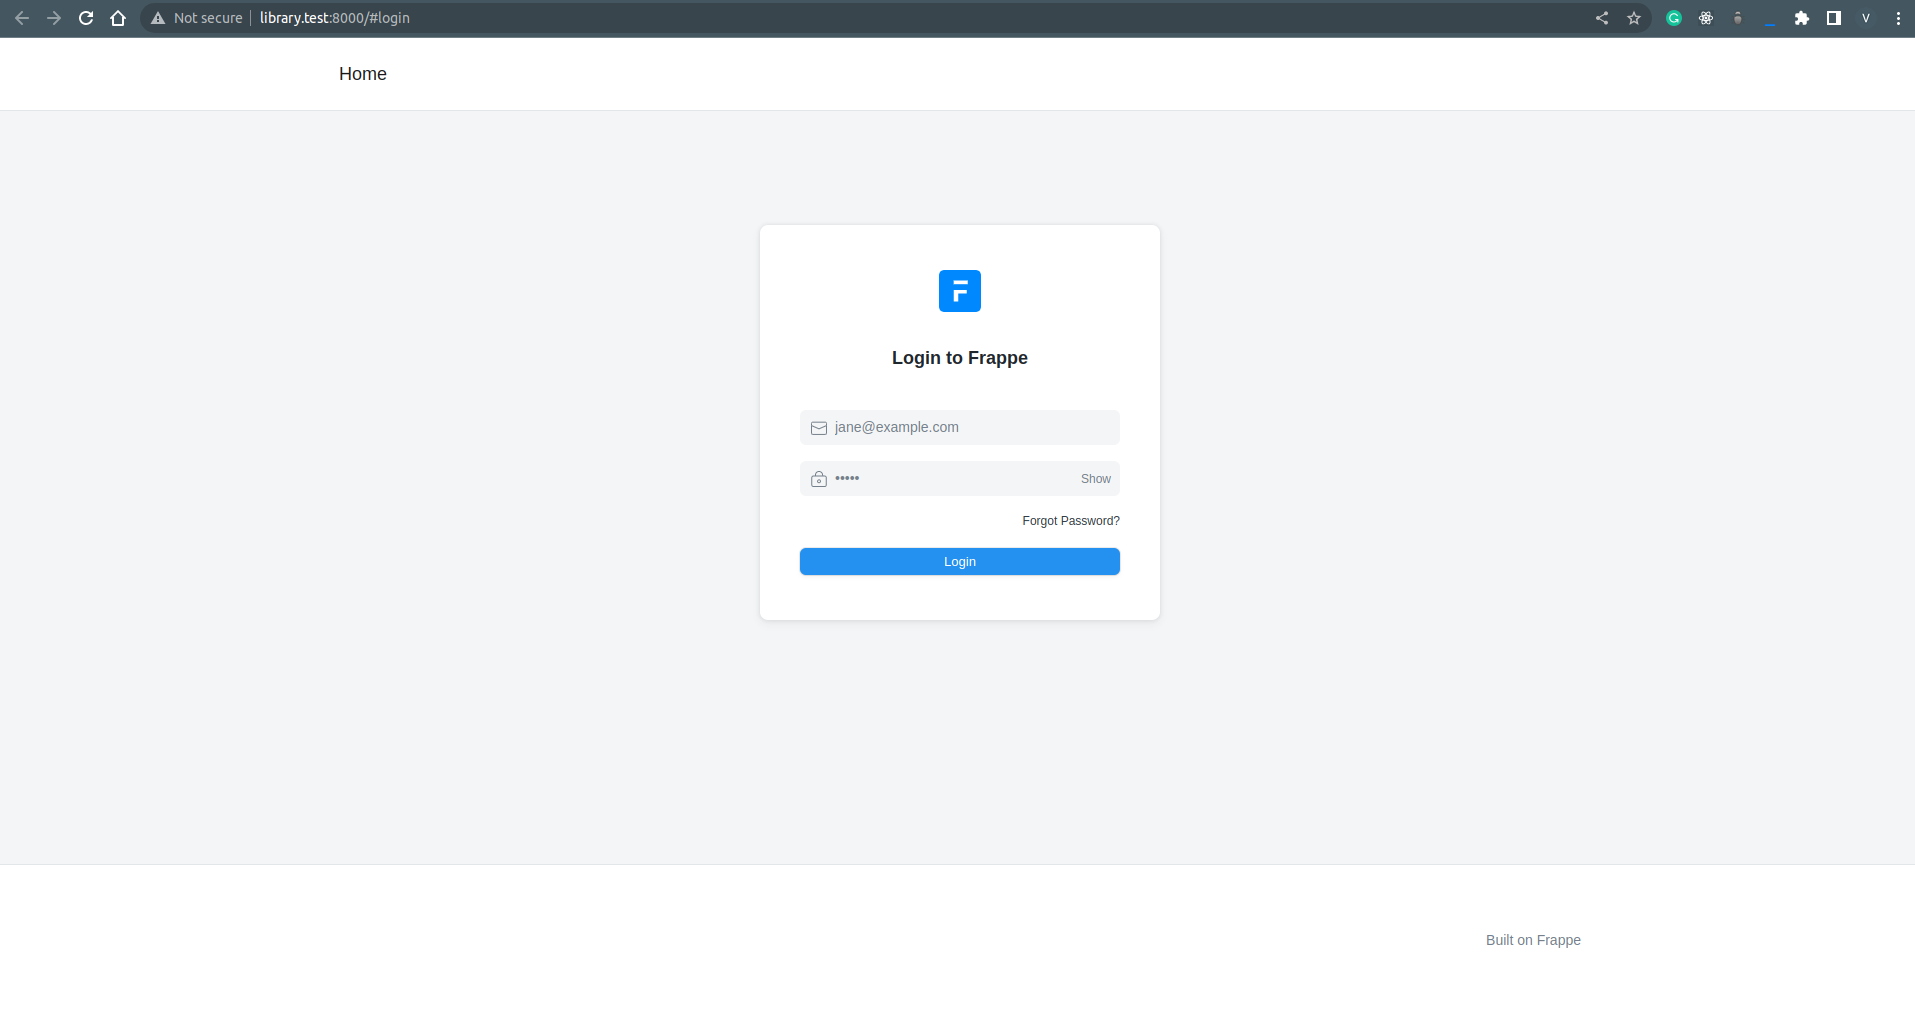 Not secure library.test:8000/#login V
Home
F
Login to Frappe
jane@example.com
••••• Show
Forgot Password?
Login
Built on Frappe